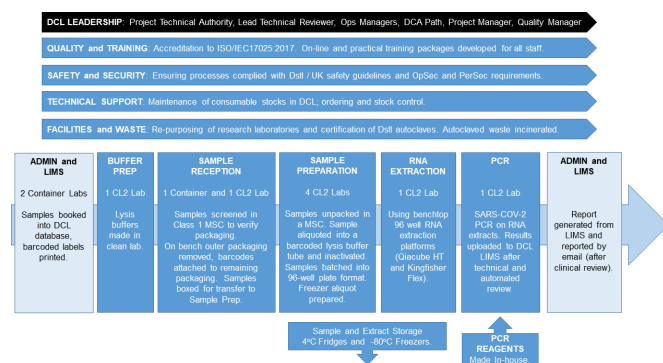 DCL LEADERSHIP: Project Technical Authority, Lead Technical Reviewer, Ops Managers, DCA Path, Project Manager, Quality Manager
QUALITY and TRAINING: Accreditation to ISO/IEC17025:2017. On-line and practical training packages developed for all staff.
SAFETY and SECURITY: Ensuring processes complied with Dstl / UK safety guidelines and OpSec and PerSec requirements.
TECHNICAL SUPPORT: Maintenance of consumable stocks in DCL; ordering and stock control.
FACILITIES and WASTE: Re-purposing of research laboratories and certification of Dstl autoclaves. Autoclaved waste incinerated.
ADMIN and
LIMS
2 Container Labs
Samples booked
into DCL
database,
barcoded labels
printed.
BUFFER
PREP
1 CL2 Lab
Lysis
buffers
made in
clean lab.
SAMPLE
RECEPTION
1 Container and 1 CL2 Lab
Samples screened in
Class 1 MSC to verify
packaging.
On bench outer packaging
removed, barcodes
attached to remaining
packaging. Samples
boxed for transfer to
Sample Prep.
SAMPLE
PREPARATION
4 CL2 Labs
Samples unpacked in
a MSC. Sample
aliquoted into a
barcoded lysis buffer
tube and inactivated.
Samples batched into
96-well plate format.
Freezer aliquot
prepared.
RNA
EXTRACTION
1 CL2 Lab
Using benchtop
96 well RNA
extraction
platforms
(Qiacube HT
and Kingfisher
Flex).
PCR
1 CL2 Lab
SARS-COV-2
PCR on RNA
extracts. Results
uploaded to DCL
LIMS after
technical and
automated
review.
ADMIN and
LIMS
Report
generated from
LIMS and
reported by
email (after
clinical review).
Sample and Extract Storage
4ºC Fridges and -80ºC Freezers.
PCR
REAGENTS
Made In-house.